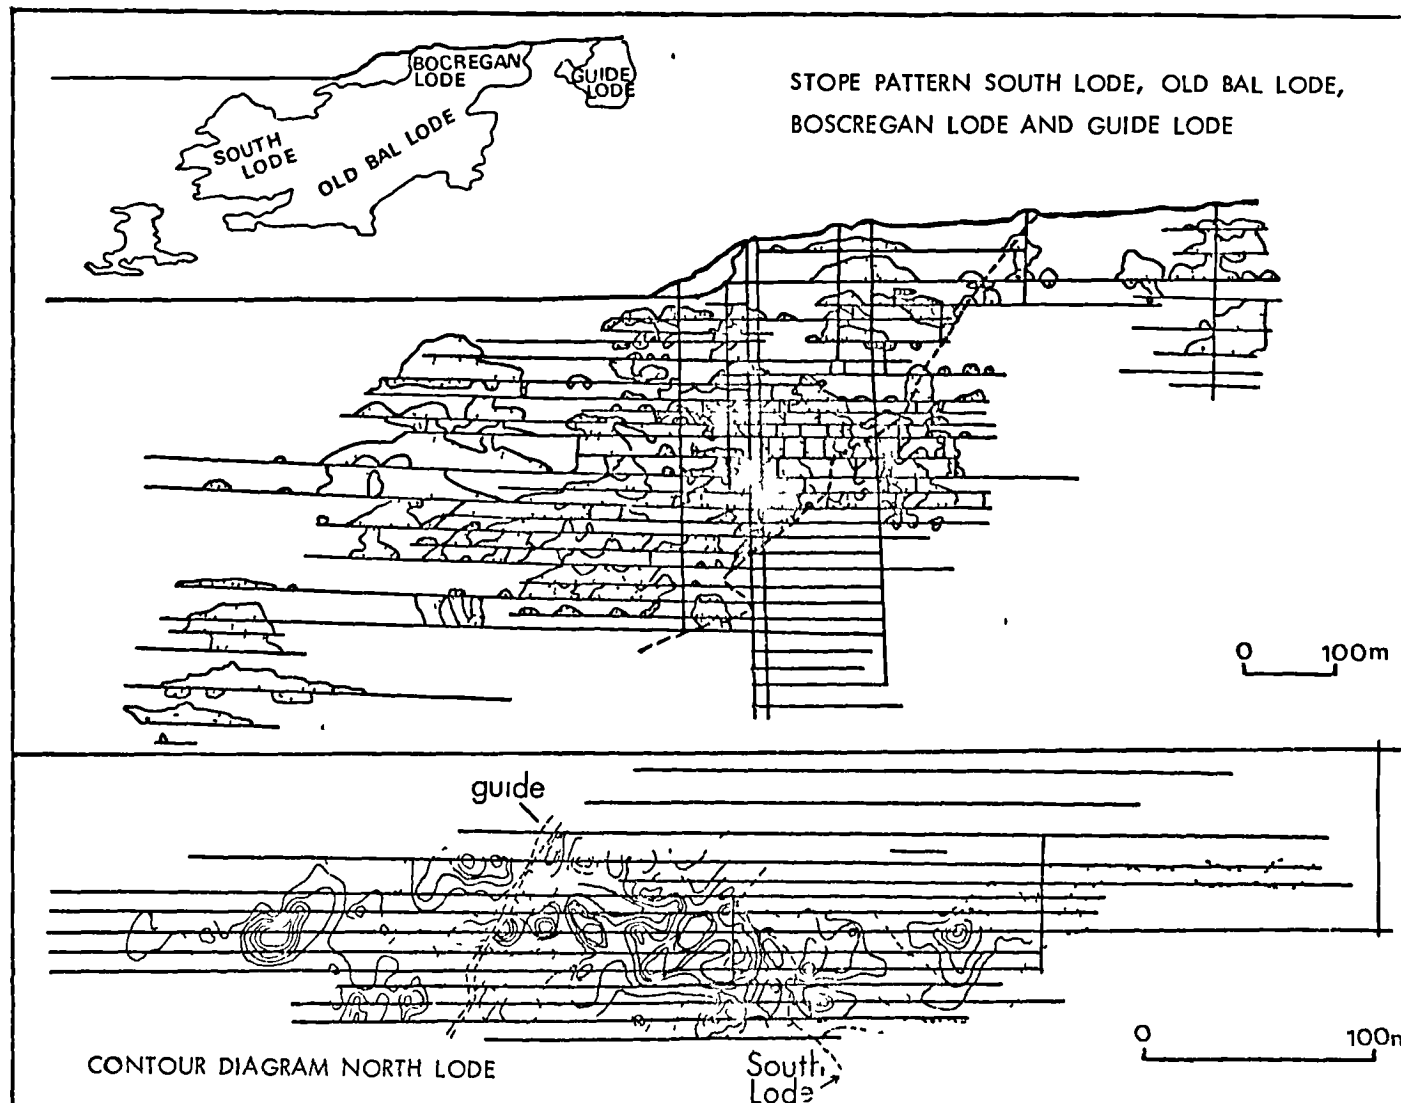 BOCREGAN
LODE
GUIDE
LODE
SOUTH
LODE
OLD BAL LODE
STOPE PATTERN SOUTH LODE, OLD BAL LODE,
BOSCREGAN LODE AND GUIDE LODE
0 100m
guide
CONTOUR DIAGRAM NORTH LODE
South
Lode
0 100m